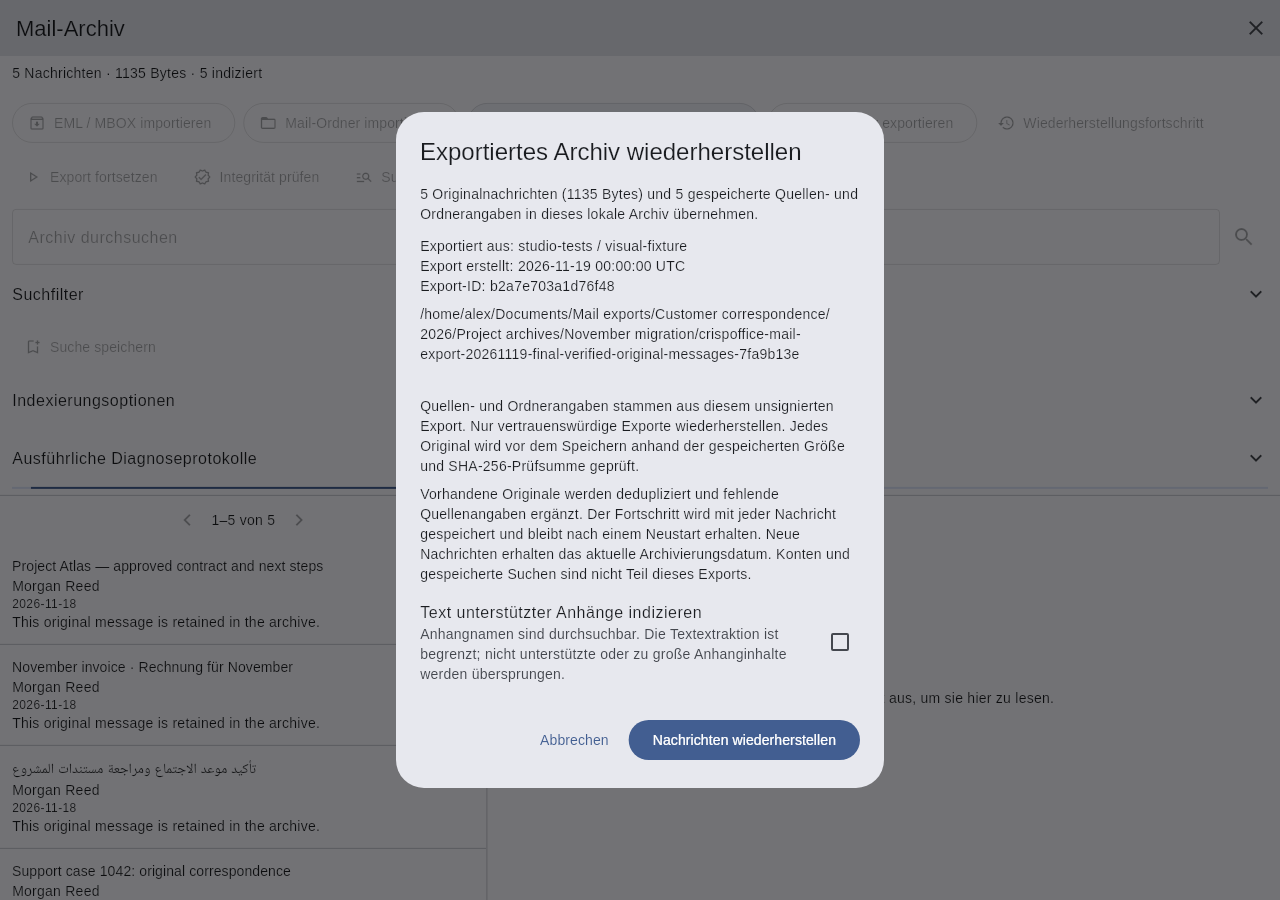 Mail-Archiv
5 Nachrichten · 1135 Bytes · 5 indiziert
EML / MBOX importieren
Mail-Ordner import
exportieren
Wiederherstellungsfortschritt
Export fortsetzen
Integrität prüfen
Su
Archiv durchsuchen
Suchfilter
Suche speichern
Indexierungsoptionen
Ausführliche Diagnoseprotokolle
1–5 von 5
Project Atlas — approved contract and next steps
Morgan Reed
2026-11-18
This original message is retained in the archive.
November invoice · Rechnung für November
Morgan Reed
2026-11-18
This original message is retained in the archive.
تأكيد موعد الاجتماع ومراجعة مستندات المشروع
Morgan Reed
2026-11-18
This original message is retained in the archive.
Support case 1042: original correspondence
Morgan Reed
aus, um sie hier zu lesen.
Exportiertes Archiv wiederherstellen
5 Originalnachrichten (1135 Bytes) und 5 gespeicherte Quellen- und
Ordnerangaben in dieses lokale Archiv übernehmen.
Exportiert aus: studio-tests / visual-fixture
Export erstellt: 2026-11-19 00:00:00 UTC
Export-ID: b2a7e703a1d76f48
/home/alex/Documents/Mail exports/Customer correspondence/
2026/Project archives/November migration/crispoffice-mail-
export-20261119-final-verified-original-messages-7fa9b13e
Quellen- und Ordnerangaben stammen aus diesem unsignierten
Export. Nur vertrauenswürdige Exporte wiederherstellen. Jedes
Original wird vor dem Speichern anhand der gespeicherten Größe
und SHA-256-Prüfsumme geprüft.
Vorhandene Originale werden dedupliziert und fehlende
Quellenangaben ergänzt. Der Fortschritt wird mit jeder Nachricht
gespeichert und bleibt nach einem Neustart erhalten. Neue
Nachrichten erhalten das aktuelle Archivierungsdatum. Konten und
gespeicherte Suchen sind nicht Teil dieses Exports.
Text unterstützter Anhänge indizieren
Anhangnamen sind durchsuchbar. Die Textextraktion ist
begrenzt; nicht unterstützte oder zu große Anhanginhalte
werden übersprungen.
Abbrechen
Nachrichten wiederherstellen